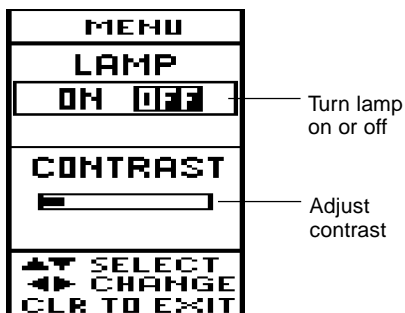 MENU
LAMP
ON OFF
Turn lamp
on or off
CONTRAST
Adjust
contrast
▲▼ SELECT
◀▶ CHANGE
CLR TO EXIT